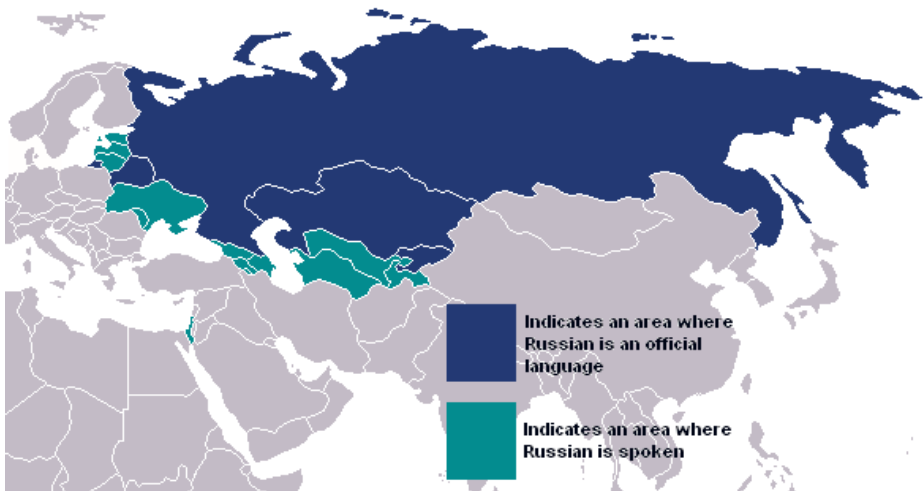 Indicates an area where
Russian is an official
language
Indicates an area where
Russian is spoken